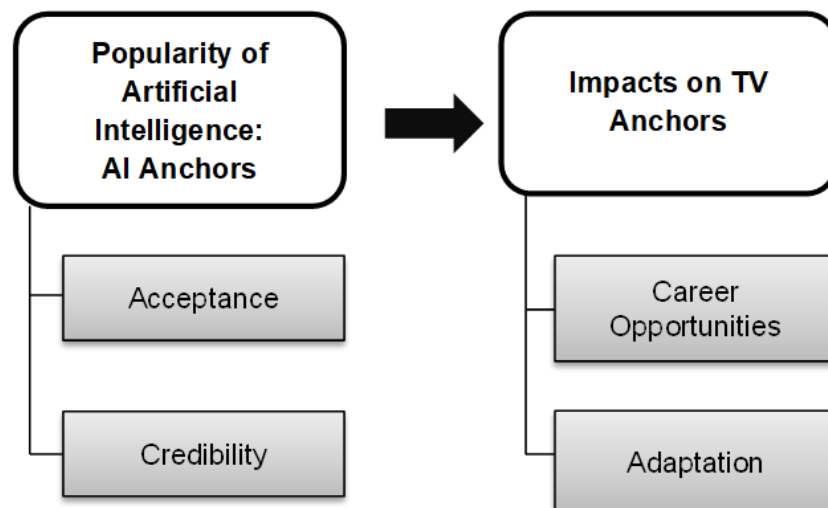 Popularity of
Artificial
Intelligence:
AI Anchors
Acceptance
Credibility
Impacts on TV
Anchors
Career
Opportunities
Adaptation